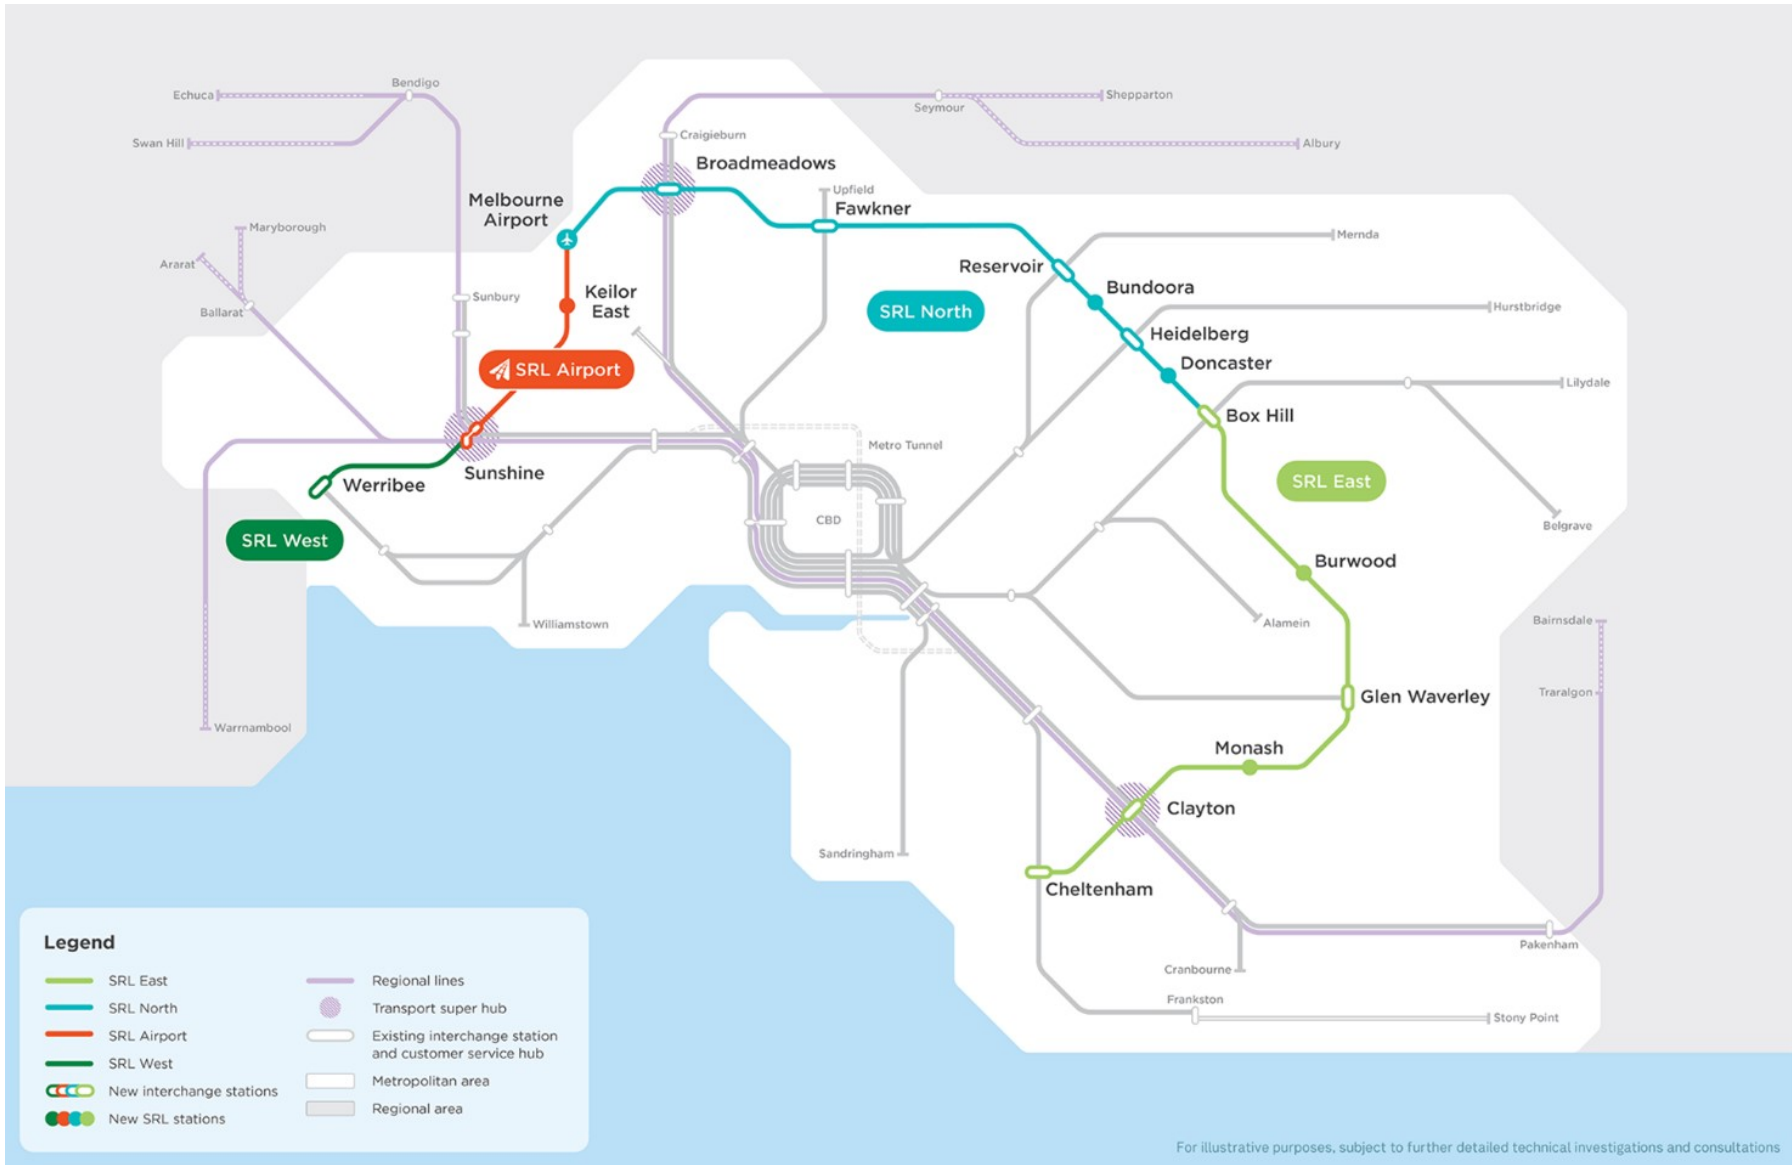 Echuca
Bendigo
Swan Hill
Craigieburn
Seymour
Shepparton
Albury
Broadmeadows
Melbourne
Airport
Upfield
Fawkner
Maryborough
Ararat
Ballarat
Sunbury
Keilor
East
SRL North
Reservoir
Bundoora
Mernda
Hurstbridge
Heidelberg
Doncaster
SRL Airport
Lilydale
Box Hill
Metro Tunnel
Sunshine
Werribee
SRL East
CBD
Belgrave
SRL West
Burwood
Williamstown
Alamein
Bairnsdale
Glen Waverley
Traralgon
Warrnambool
Monash
Clayton
Sandringham
Cheltenham
Pakenham
Cranbourne
Frankston
Stony Point
Legend
SRL East
SRL North
SRL Airport
SRL West
New interchange stations
New SRL stations
Regional lines
Transport super hub
Existing interchange station
and customer service hub
Metropolitan area
Regional area
For illustrative purposes, subject to further detailed technical investigations and consultations